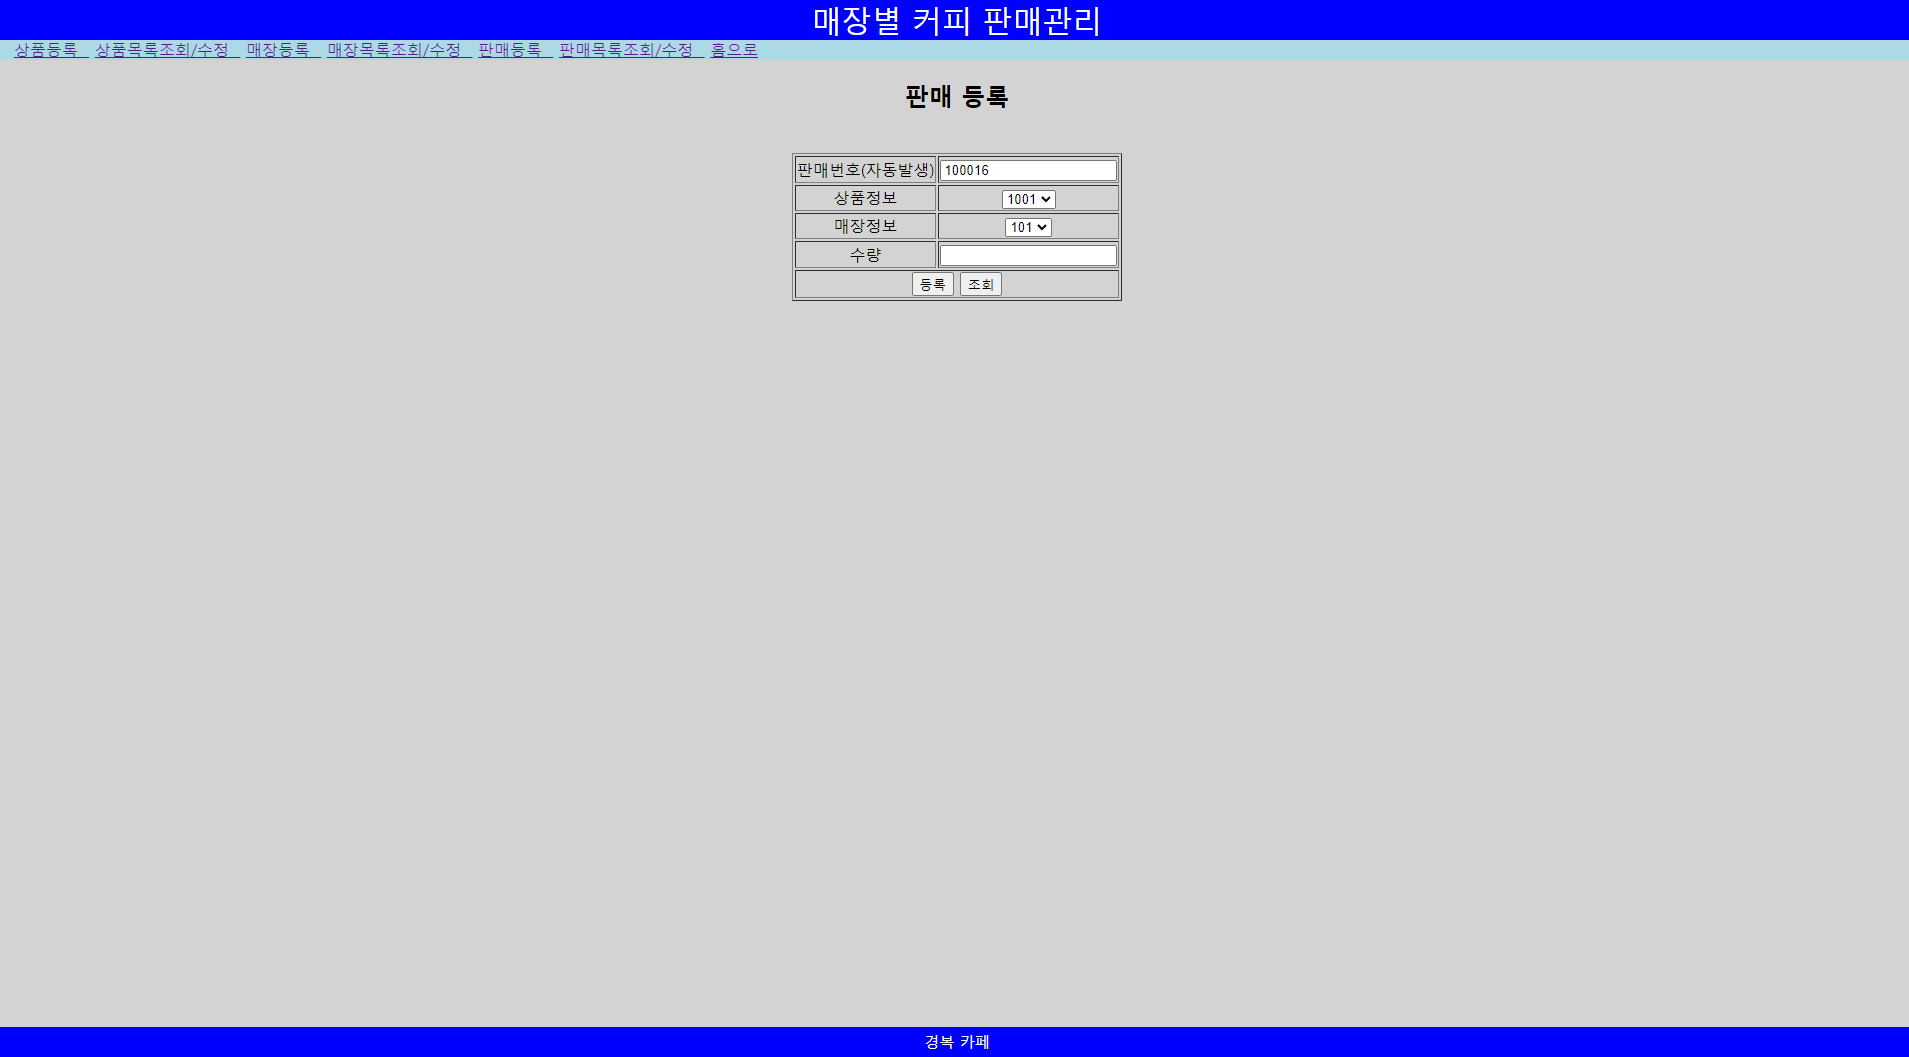 매장별 커피 판매관리
상품등록 상품목록조회/수정 매장등록 매장목록조회/수정 판매등록 판매목록조회/수정 홈으로
판매 등록
판매번호(자동발생) 100016
상품정보 1001
매장정보 101
수량
등록 조회
경복 카페